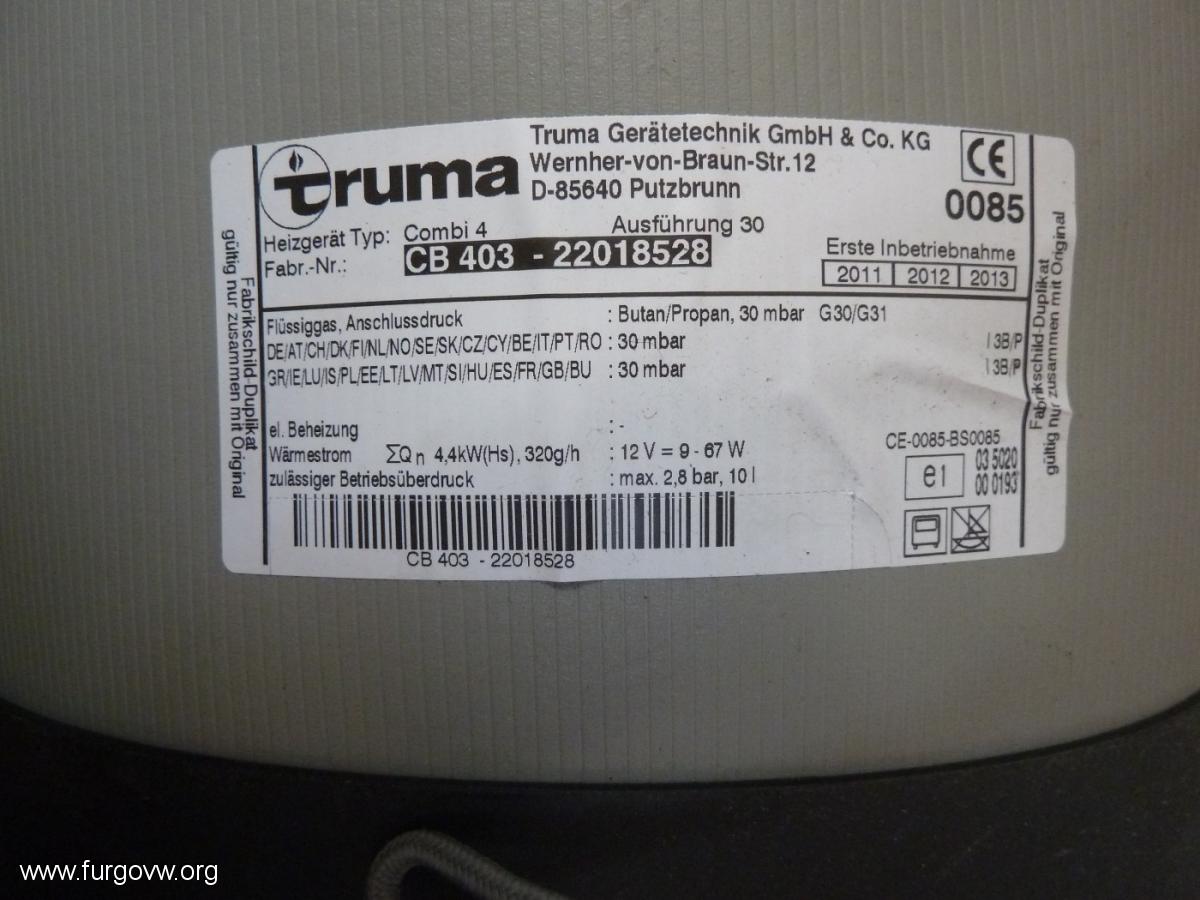 truma
Truma Gerätetechnik GmbH & Co. KG
Wernher-von-Braun-Str.12
D-85640 Putzbrunn
CE
0085
Heizgerät Typ: Combi 4 Ausführung 30
Fabr.-Nr.: CB 403 - 22018528
Erste Inbetriebnahme
2011 2012 2013
Flüssiggas, Anschlussdruck : Butan/Propan, 30 mbar G30/G31
DE/AT/CH/DK/FI/NL/NO/SE/SK/CZ/CY/BE/IT/PT/RO : 30 mbar I 3B/P
GR/IE/LU/IS/PL/EE/LT/LV/MT/SI/HU/ES/FR/GB/BU : 30 mbar I 3B/P
el. Beheizung : -
Wärmestrom ΣQn 4,4kW(Hs), 320g/h : 12 V = 9 - 67 W
zulässiger Betriebsüberdruck : max. 2,8 bar, 10 l
CE-0085-BS0085
e1
03 5020
00 0193
CB 403 - 22018528
Fabrikschild-Duplikat
gültig nur zusammen mit Original
Fabrikschild-Duplikat
gültig nur zusammen mit Original
www.furgovw.org